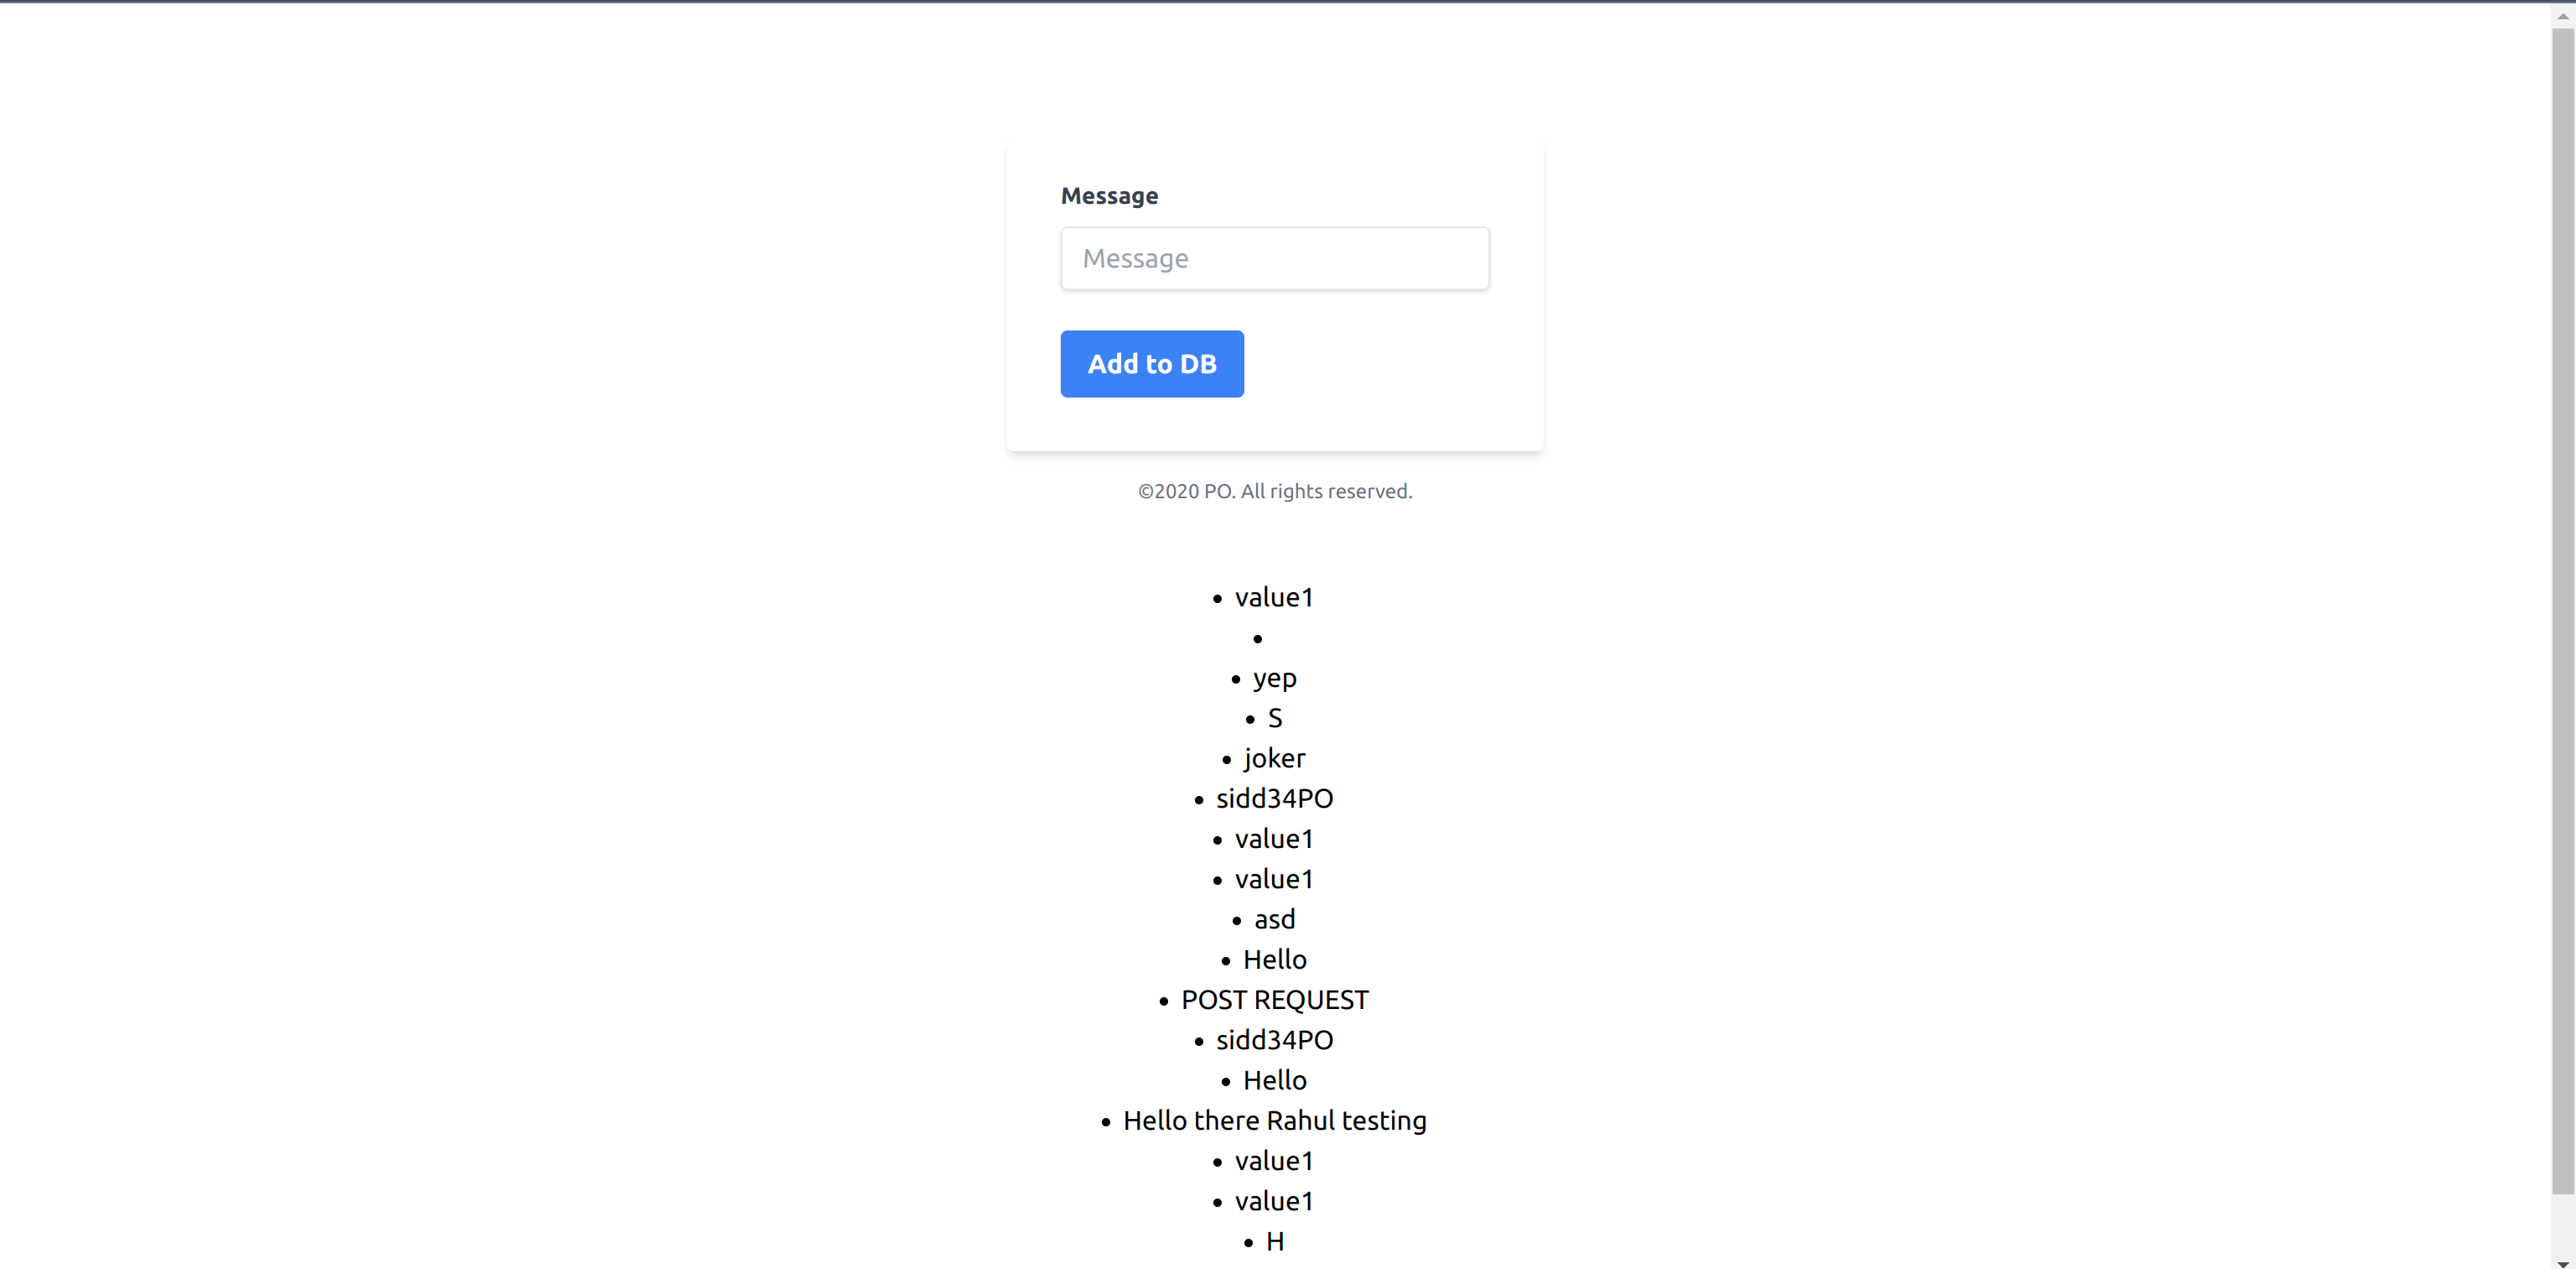 Message
Message
Add to DB
©2020 PO. All rights reserved.
• value1
•
• yep
• S
• joker
• sidd34PO
• value1
• value1
• asd
• Hello
• POST REQUEST
• sidd34PO
• Hello
• Hello there Rahul testing
• value1
• value1
• H